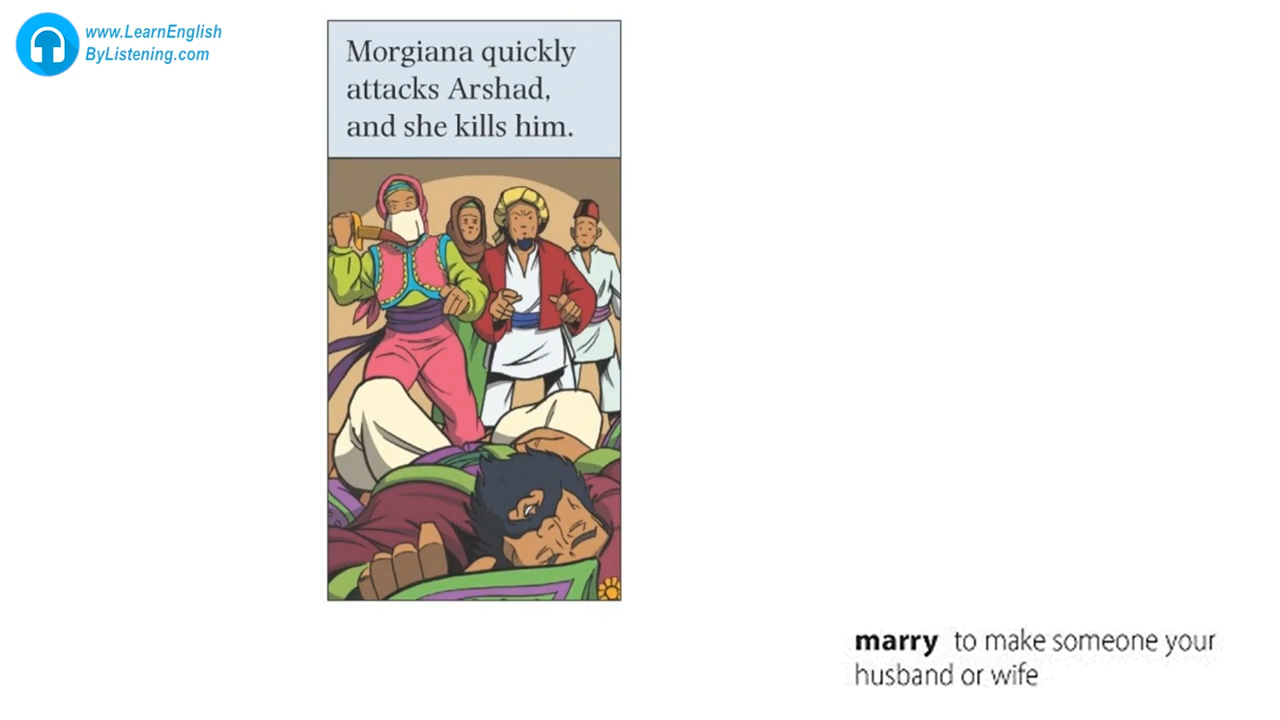 www.LearnEnglish
ByListening.com
Morgiana quickly
attacks Arshad,
and she kills him.
marry to make someone your
husband or wife